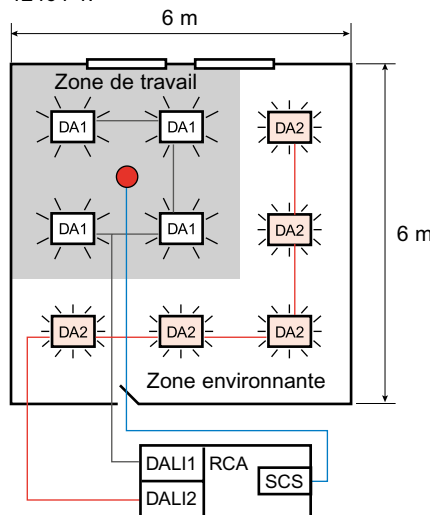 6 m
Zone de travail
DA1
DA1
DA2
DA1
DA1
DA2
6 m
DA2
DA2
DA2
Zone environnante
DALI1
RCA
SCS
DALI2